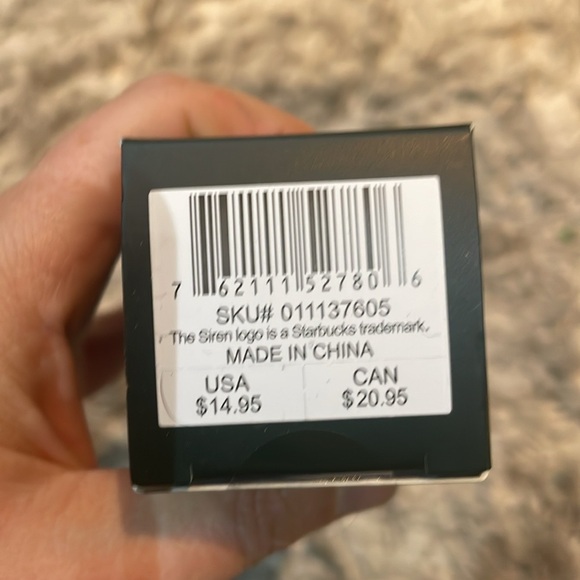 7 62111 52780 6
SKU# 011137605
The Siren logo is a Starbucks trademark.
MADE IN CHINA
USA CAN
$14.95 $20.95